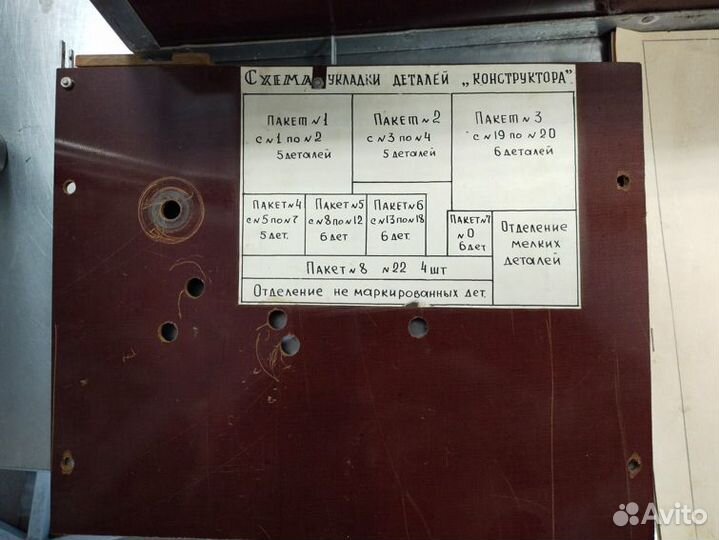 Схема укладки деталей „Конструктора"
Пакет №1
с №1 по №2
5 деталей
Пакет №2
с №3 по №4
5 деталей
Пакет №3
с №19 по №20
6 деталей
Пакет №4
с №5 по №7
5 дет.
Пакет №5
с №8 по №12
6 дет
Пакет №6
с №13 по №18
6 дет.
Пакет №7
№0
6 дет
Отделение
мелких
деталей
Пакет №8 №22 4 шт
Отделение не маркированных дет.
Avito